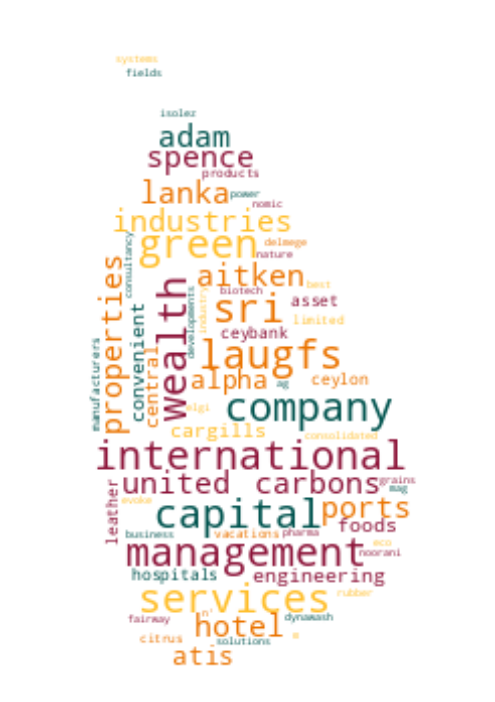 systems
fields
isolez
adam
spence
products
lanka power
nomic
industries
green delmege
nature
consultancy
properties
aitken best
biotech
sri asset
wealth
developments
industry
convenient
central
manufacturers
limited
ceybank
laugfs
alpha ag ceylon
elgi company
cargills consolidated
international
united carbons grains
mag
leather
evoke
capital ports
foods
business vacations pharma
eco
management noorani
hospitals engineering
services rubber
fairway n' dynawash
hotel
citrus solutions e
atis